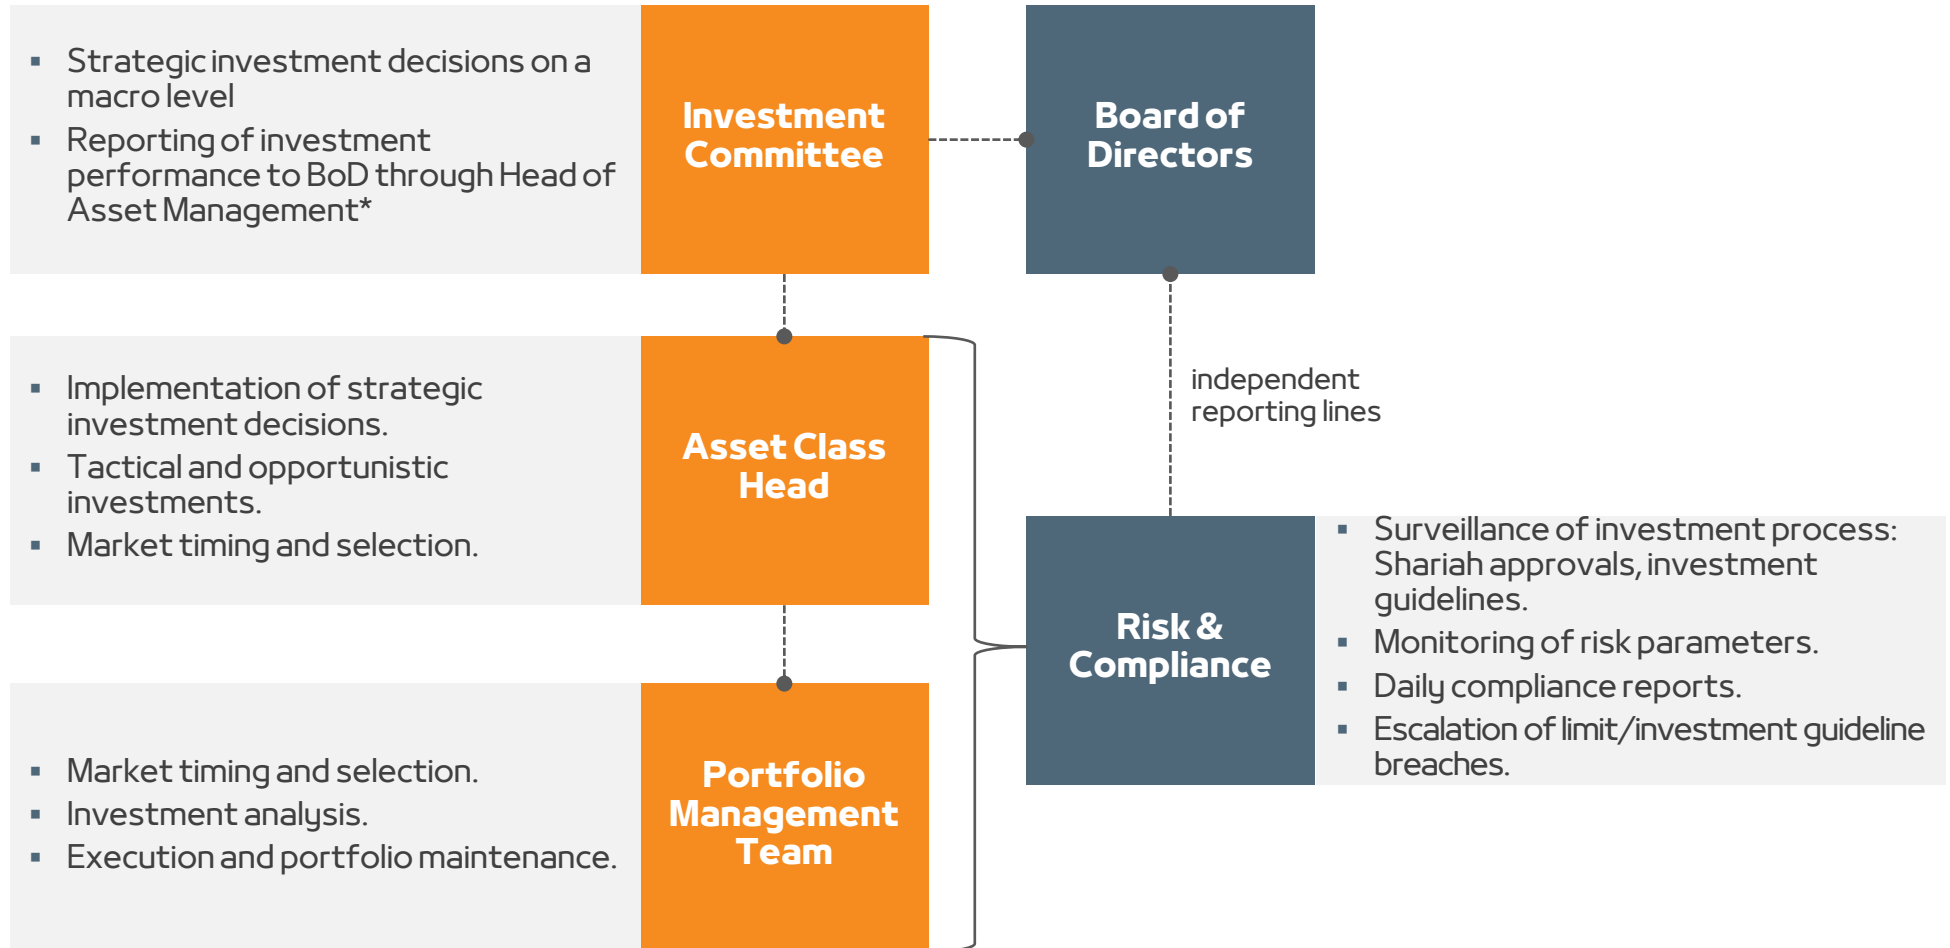 ▪ Strategic investment decisions on a
macro level
▪ Reporting of investment
performance to BoD through Head of
Asset Management*
Investment
Committee
Board of
Directors
▪ Implementation of strategic
investment decisions.
▪ Tactical and opportunistic
investments.
▪ Market timing and selection.
Asset Class
Head
independent
reporting lines
Risk &
Compliance
▪ Surveillance of investment process:
Shariah approvals, investment
guidelines.
▪ Monitoring of risk parameters.
▪ Daily compliance reports.
▪ Escalation of limit/investment guideline
breaches.
▪ Market timing and selection.
▪ Investment analysis.
▪ Execution and portfolio maintenance.
Portfolio
Management
Team